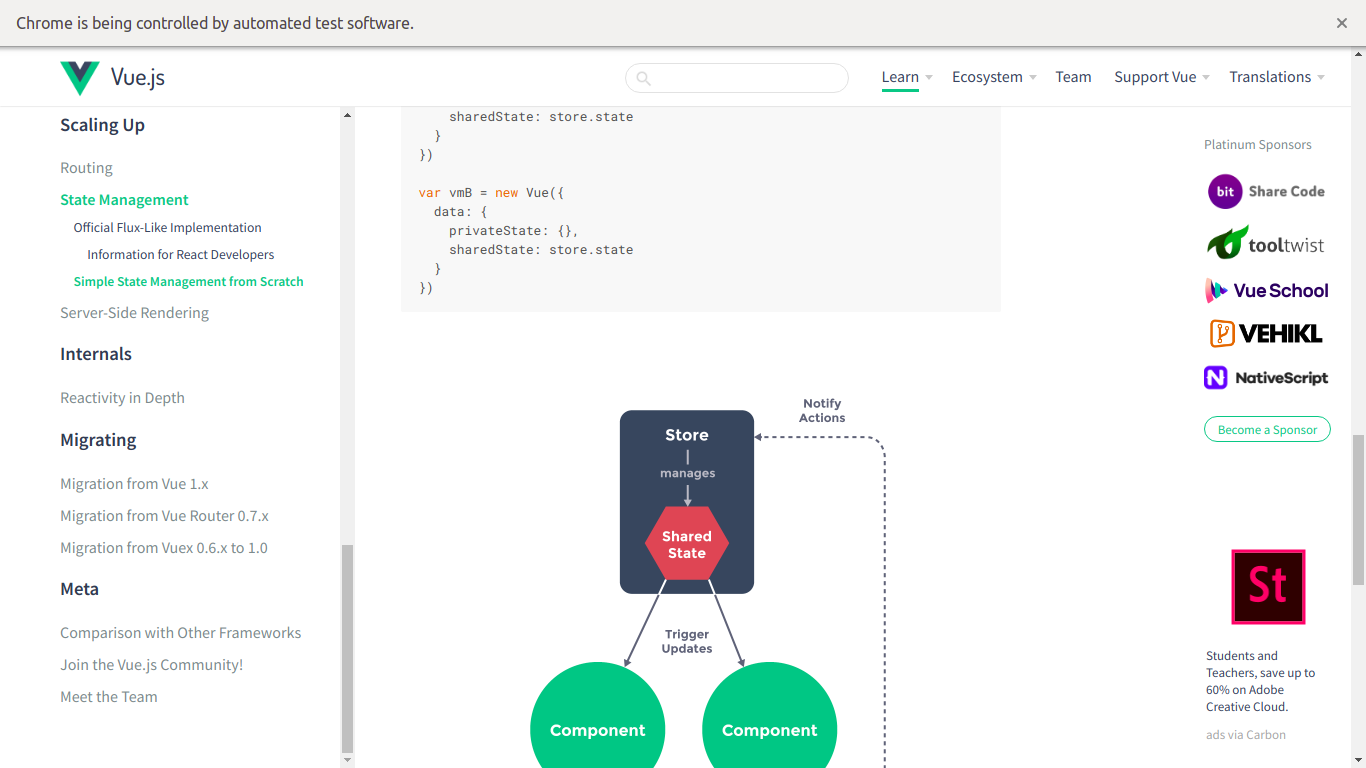 Chrome is being controlled by automated test software.
Vue.js
Learn
Ecosystem
Team
Support Vue
Translations
Scaling Up
Routing
State Management
Official Flux-Like Implementation
Information for React Developers
Simple State Management from Scratch
Server-Side Rendering
Internals
Reactivity in Depth
Migrating
Migration from Vue 1.x
Migration from Vue Router 0.7.x
Migration from Vuex 0.6.x to 1.0
Meta
Comparison with Other Frameworks
Join the Vue.js Community!
Meet the Team
sharedState: store.state
}
})
var vmB = new Vue({
data: {
privateState: {},
sharedState: store.state
}
})
Notify
Actions
Store
manages
Shared
State
Trigger
Updates
Component
Component
Platinum Sponsors
bit Share Code
tooltwist
Vue School
VEHIKL
NativeScript
Become a Sponsor
St
Students and
Teachers, save up to
60% on Adobe
Creative Cloud.
ads via Carbon